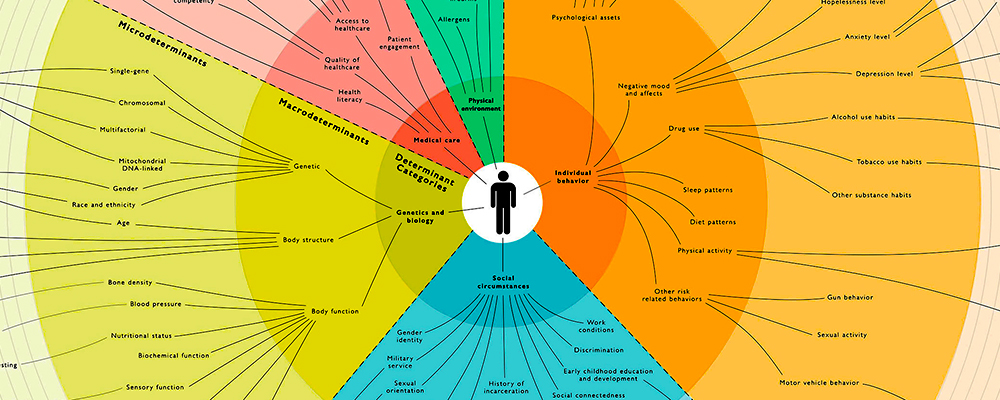 competency
Access to
healthcare
Patient
engagement
Quality of
healthcare
Health
literacy
Medical care
Allergens
Physical
environment
Microdeterminants
Macrodeterminants
Determinant
Categories
Single-gene
Chromosomal
Multifactorial
Mitochondrial
DNA-linked
Gender
Race and ethnicity
Age
Genetic
Genetics and
biology
Body structure
Bone density
Blood pressure
Nutritional status
Biochemical function
Sensory function
Body function
esting
Social
circumstances
Gender
identity
Military
service
Sexual
orientation
History of
incarceration
Work
conditions
Discrimination
Early childhood education
and development
Social connectedness
Individual
behavior
Psychological assets
Negative mood
and affects
Hopelessness level
Anxiety level
Depression level
Drug use
Alcohol use habits
Tobacco use habits
Other substance habits
Sleep patterns
Diet patterns
Physical activity
Other risk
related behaviors
Gun behavior
Sexual activity
Motor vehicle behavior